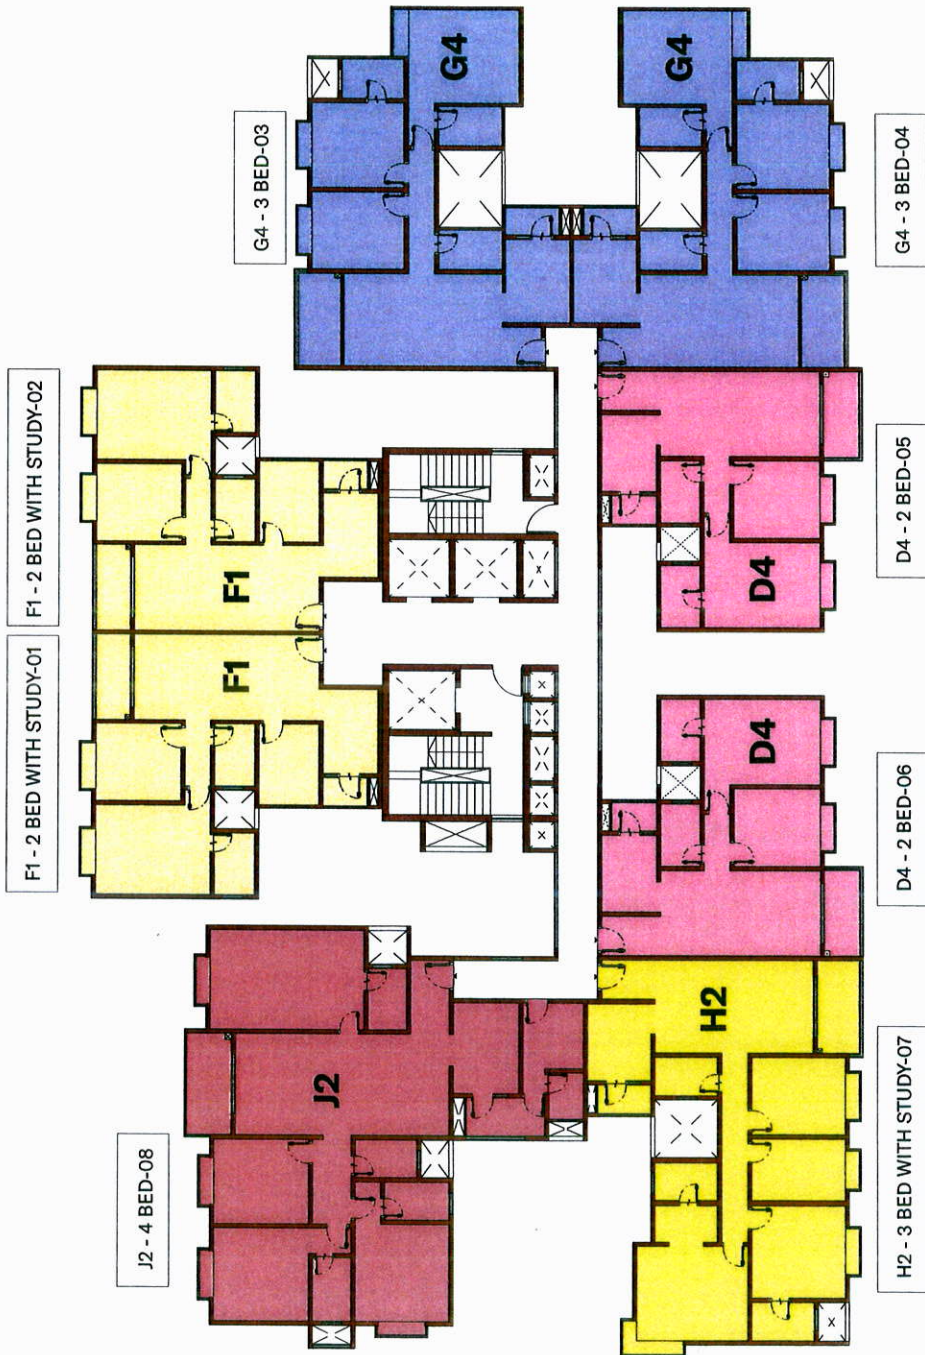 F1 - 2 BED WITH STUDY-01
F1 - 2 BED WITH STUDY-02
G4 - 3 BED-03
J2 - 4 BED-08
G4
G4
F1
F1
J2
D4
D4
H2
H2 - 3 BED WITH STUDY-07
D4 - 2 BED-06
D4 - 2 BED-05
G4 - 3 BED-04